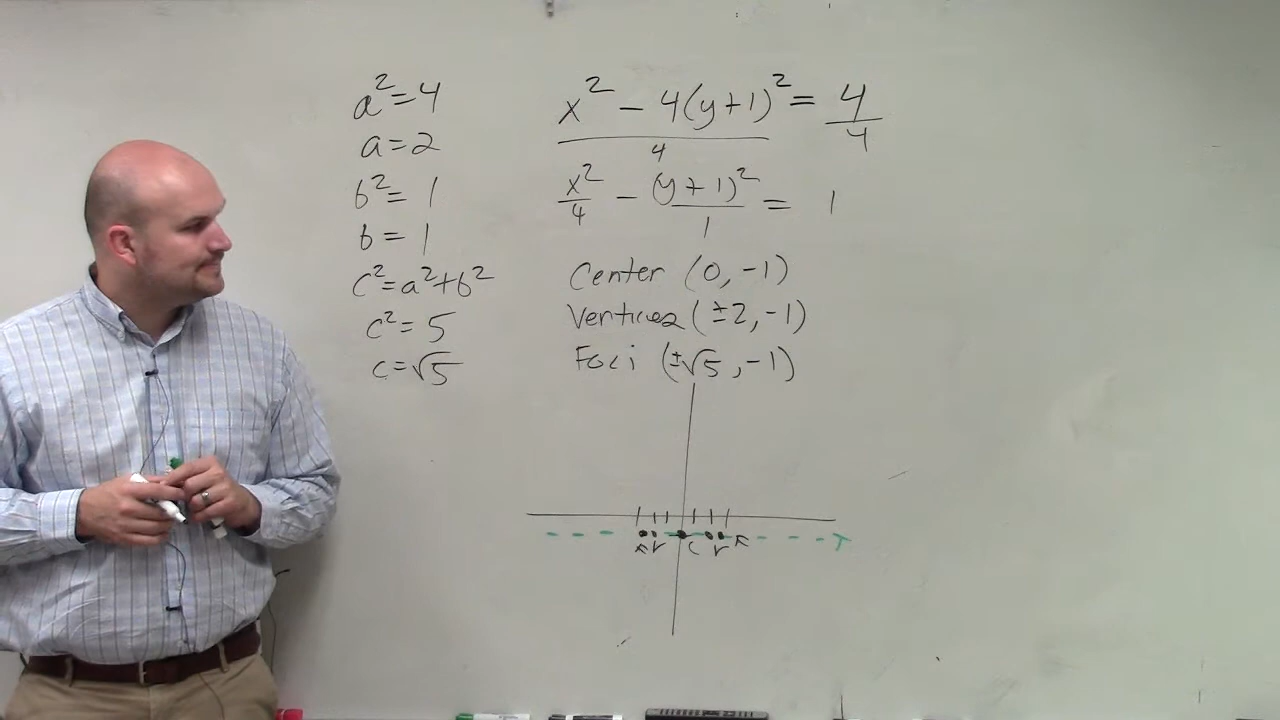 a² = 4
a = 2
b² = 1
b = 1
c² = a² + b²
c² = 5
c = √5
x² − 4(y + 1)² = 4
4 4
x²/4 − (y + 1)²/1 = 1
Center (0, −1)
Vertices (±2, −1)
Foci (±√5, −1)
F V C V F T